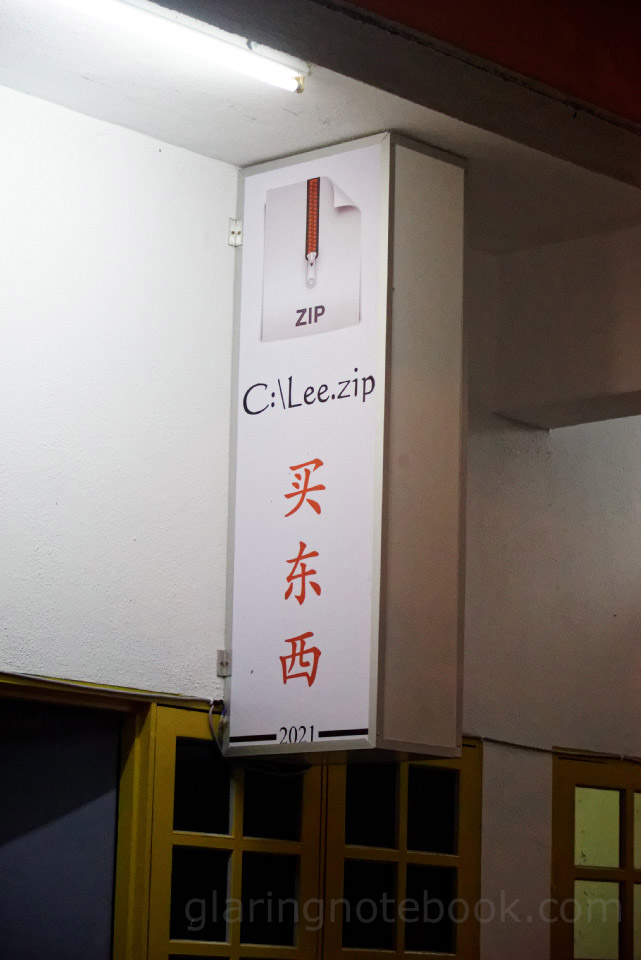 ZIP
C:\Lee.zip
买
东
西
2021
glaringnotebook.com